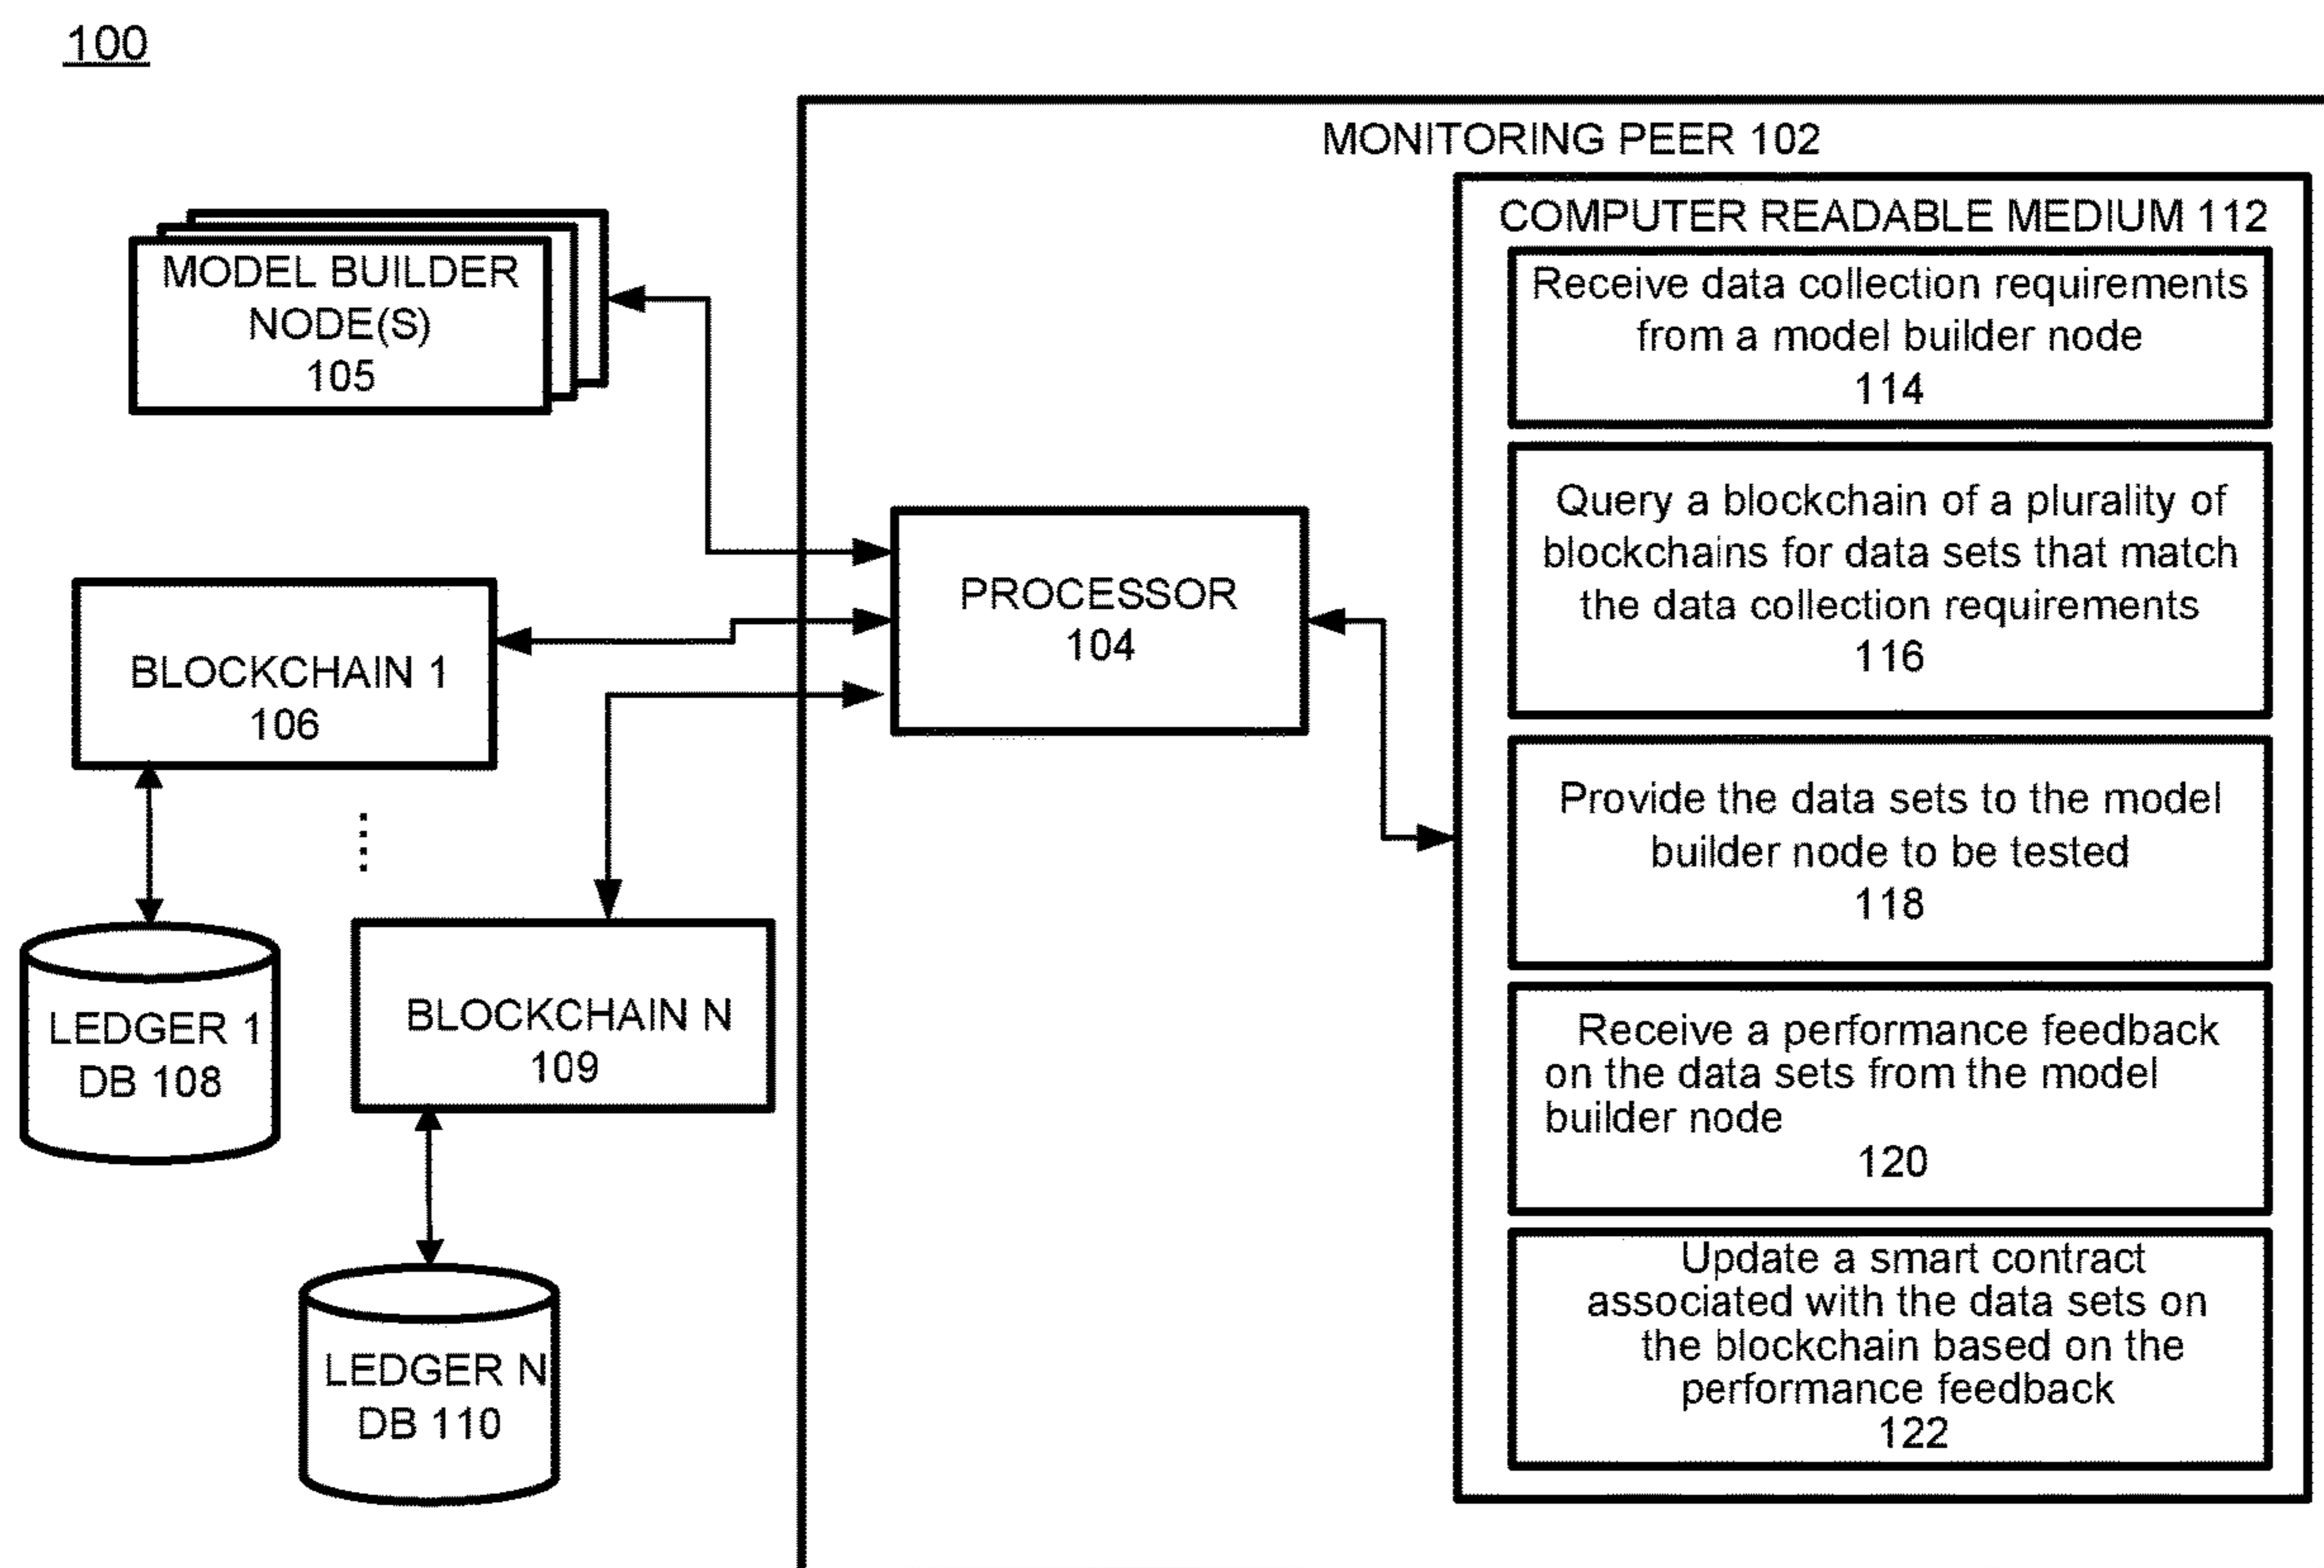 100
MONITORING PEER 102
COMPUTER READABLE MEDIUM 112
MODEL BUILDER
NODE(S)
105
BLOCKCHAIN 1
106
LEDGER 1
DB 108
BLOCKCHAIN N
109
LEDGER N
DB 110
PROCESSOR
104
Receive data collection requirements
from a model builder node
114
Query a blockchain of a plurality of
blockchains for data sets that match
the data collection requirements
116
Provide the data sets to the model
builder node to be tested
118
Receive a performance feedback
on the data sets from the model
builder node
120
Update a smart contract
associated with the data sets on
the blockchain based on the
performance feedback
122